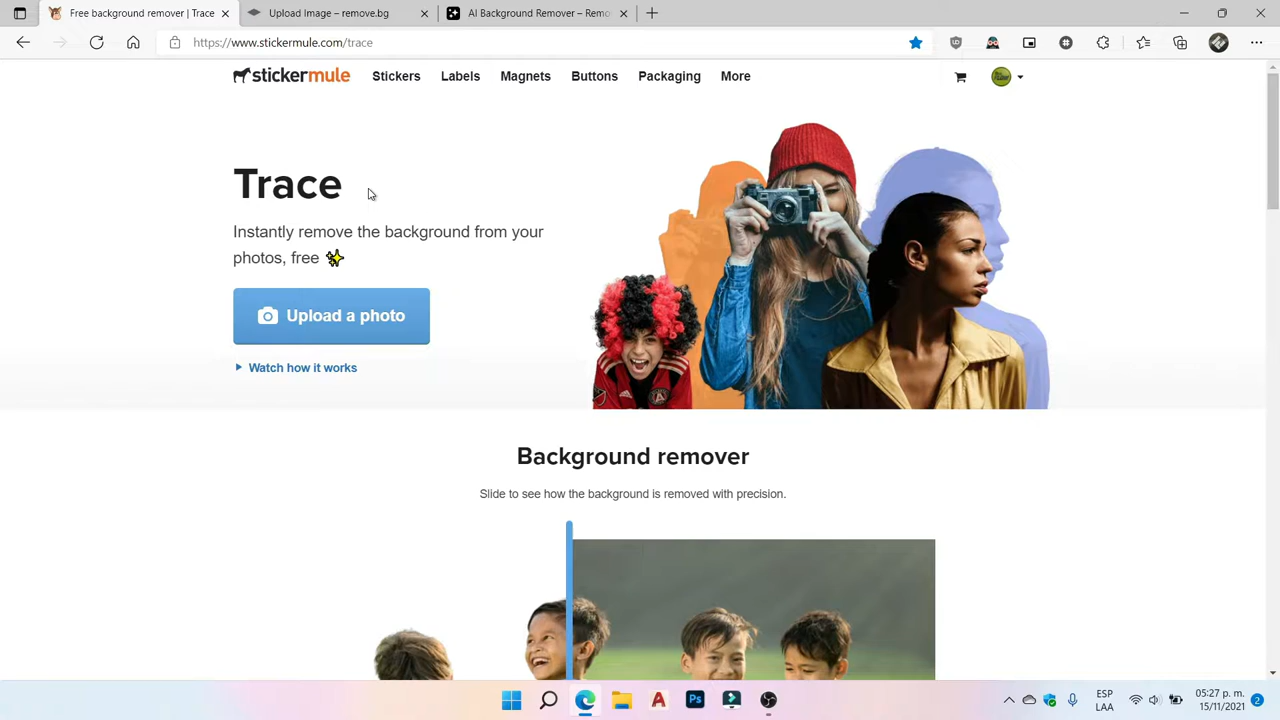 Free background remover | Trace
Upload Image – remove.bg
AI Background Remover – Remo
https://www.stickermule.com/trace
stickermule
Stickers
Labels
Magnets
Buttons
Packaging
More
Trace
Instantly remove the background from your
photos, free
Upload a photo
Watch how it works
Background remover
Slide to see how the background is removed with precision.
ESP
LAA
05:27 p. m.
15/11/2021
2